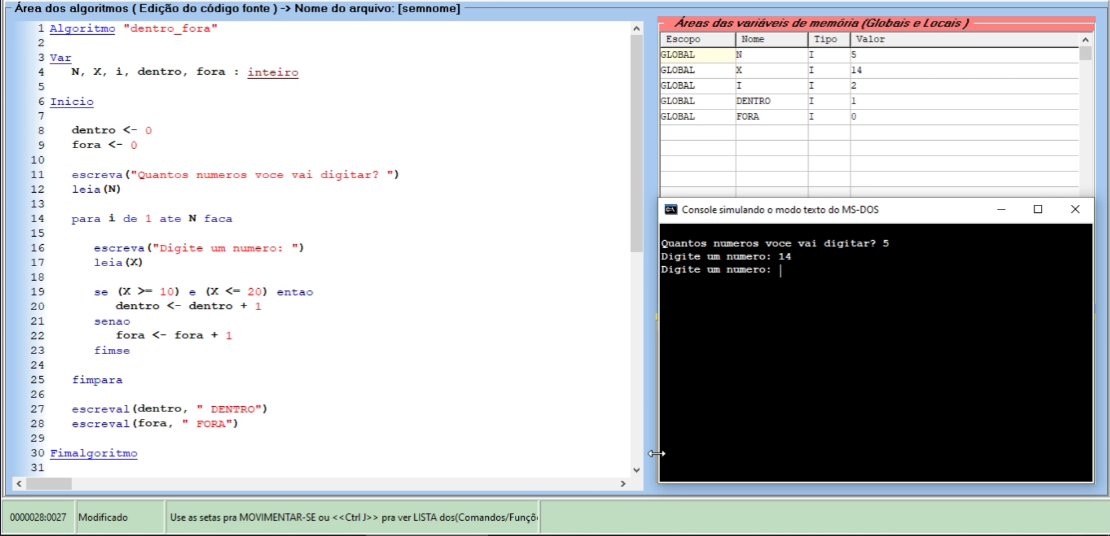 Área dos algoritmos ( Edição do código fonte ) -> Nome do arquivo: [semnome]
1 Algoritmo "dentro_fora"
2
3 Var
4 N, X, i, dentro, fora : inteiro
5
6 Inicio
7
8 dentro <- 0
9 fora <- 0
10
11 escreva("Quantos numeros voce vai digitar? ")
12 leia(N)
13
14 para i de 1 ate N faca
15
16 escreva("Digite um numero: ")
17 leia(X)
18
19 se (X >= 10) e (X <= 20) entao
20 dentro <- dentro + 1
21 senao
22 fora <- fora + 1
23 fimse
24
25 fimpara
26
27 escreval(dentro, " DENTRO")
28 escreval(fora, " FORA")
29
30 Fimalgoritmo
31
Áreas das variáveis de memória (Globais e Locais )
Escopo Nome Tipo Valor
GLOBAL N I 5
GLOBAL X I 14
GLOBAL I I 2
GLOBAL DENTRO I 1
GLOBAL FORA I 0
C:\ Console simulando o modo texto do MS-DOS
Quantos numeros voce vai digitar? 5
Digite um numero: 14
Digite um numero:
0000028:0027 Modificado Use as setas pra MOVIMENTAR-SE ou <<Ctrl J>> pra ver LISTA dos(Comandos/Funçõ